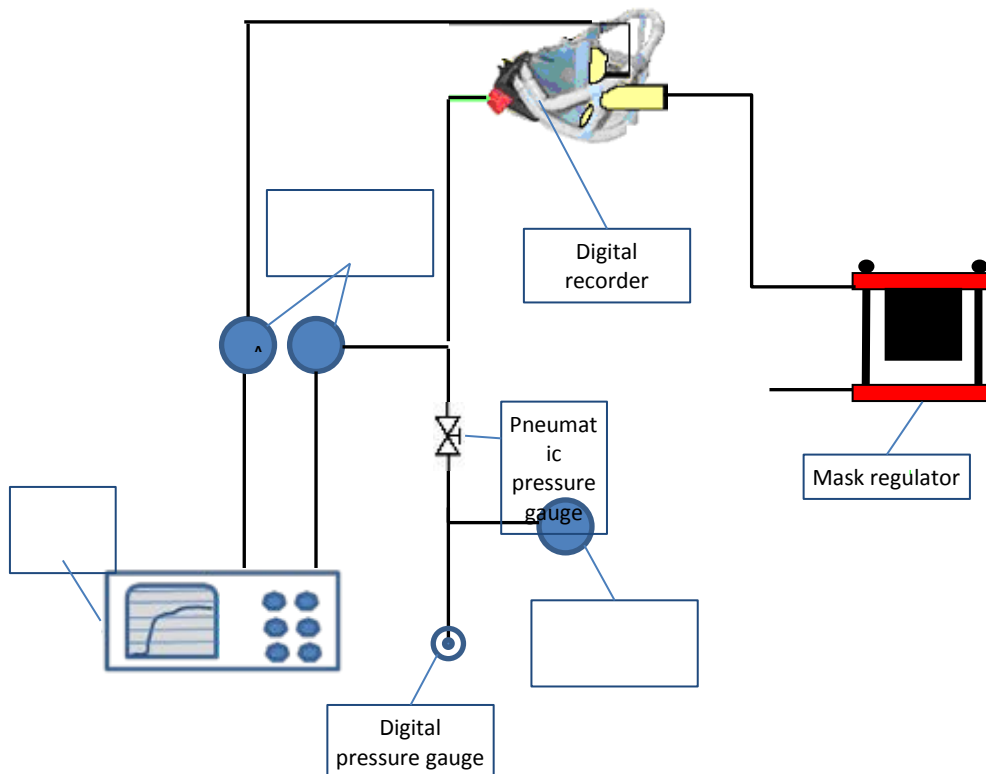 Digital
recorder
^
Pneumat
ic
pressure
gauge
Mask regulator
Digital
pressure gauge